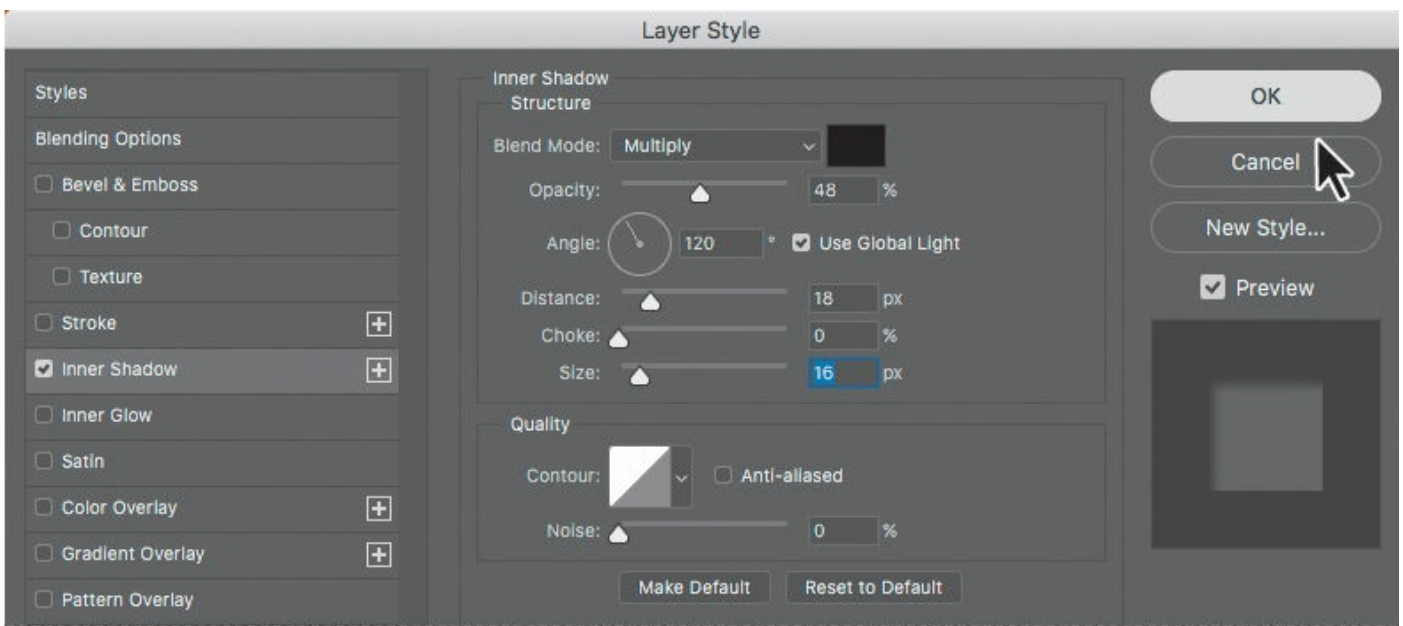 Layer Style
Styles
Blending Options
Bevel & Emboss
Contour
Texture
Stroke
Inner Shadow
Inner Glow
Satin
Color Overlay
Gradient Overlay
Pattern Overlay
Inner Shadow
Structure
Blend Mode: Multiply
Opacity: 48 %
Angle: 120 ° Use Global Light
Distance: 18 px
Choke: 0 %
Size: 16 px
Quality
Contour: Anti-aliased
Noise: 0 %
Make Default Reset to Default
OK
Cancel
New Style...
Preview